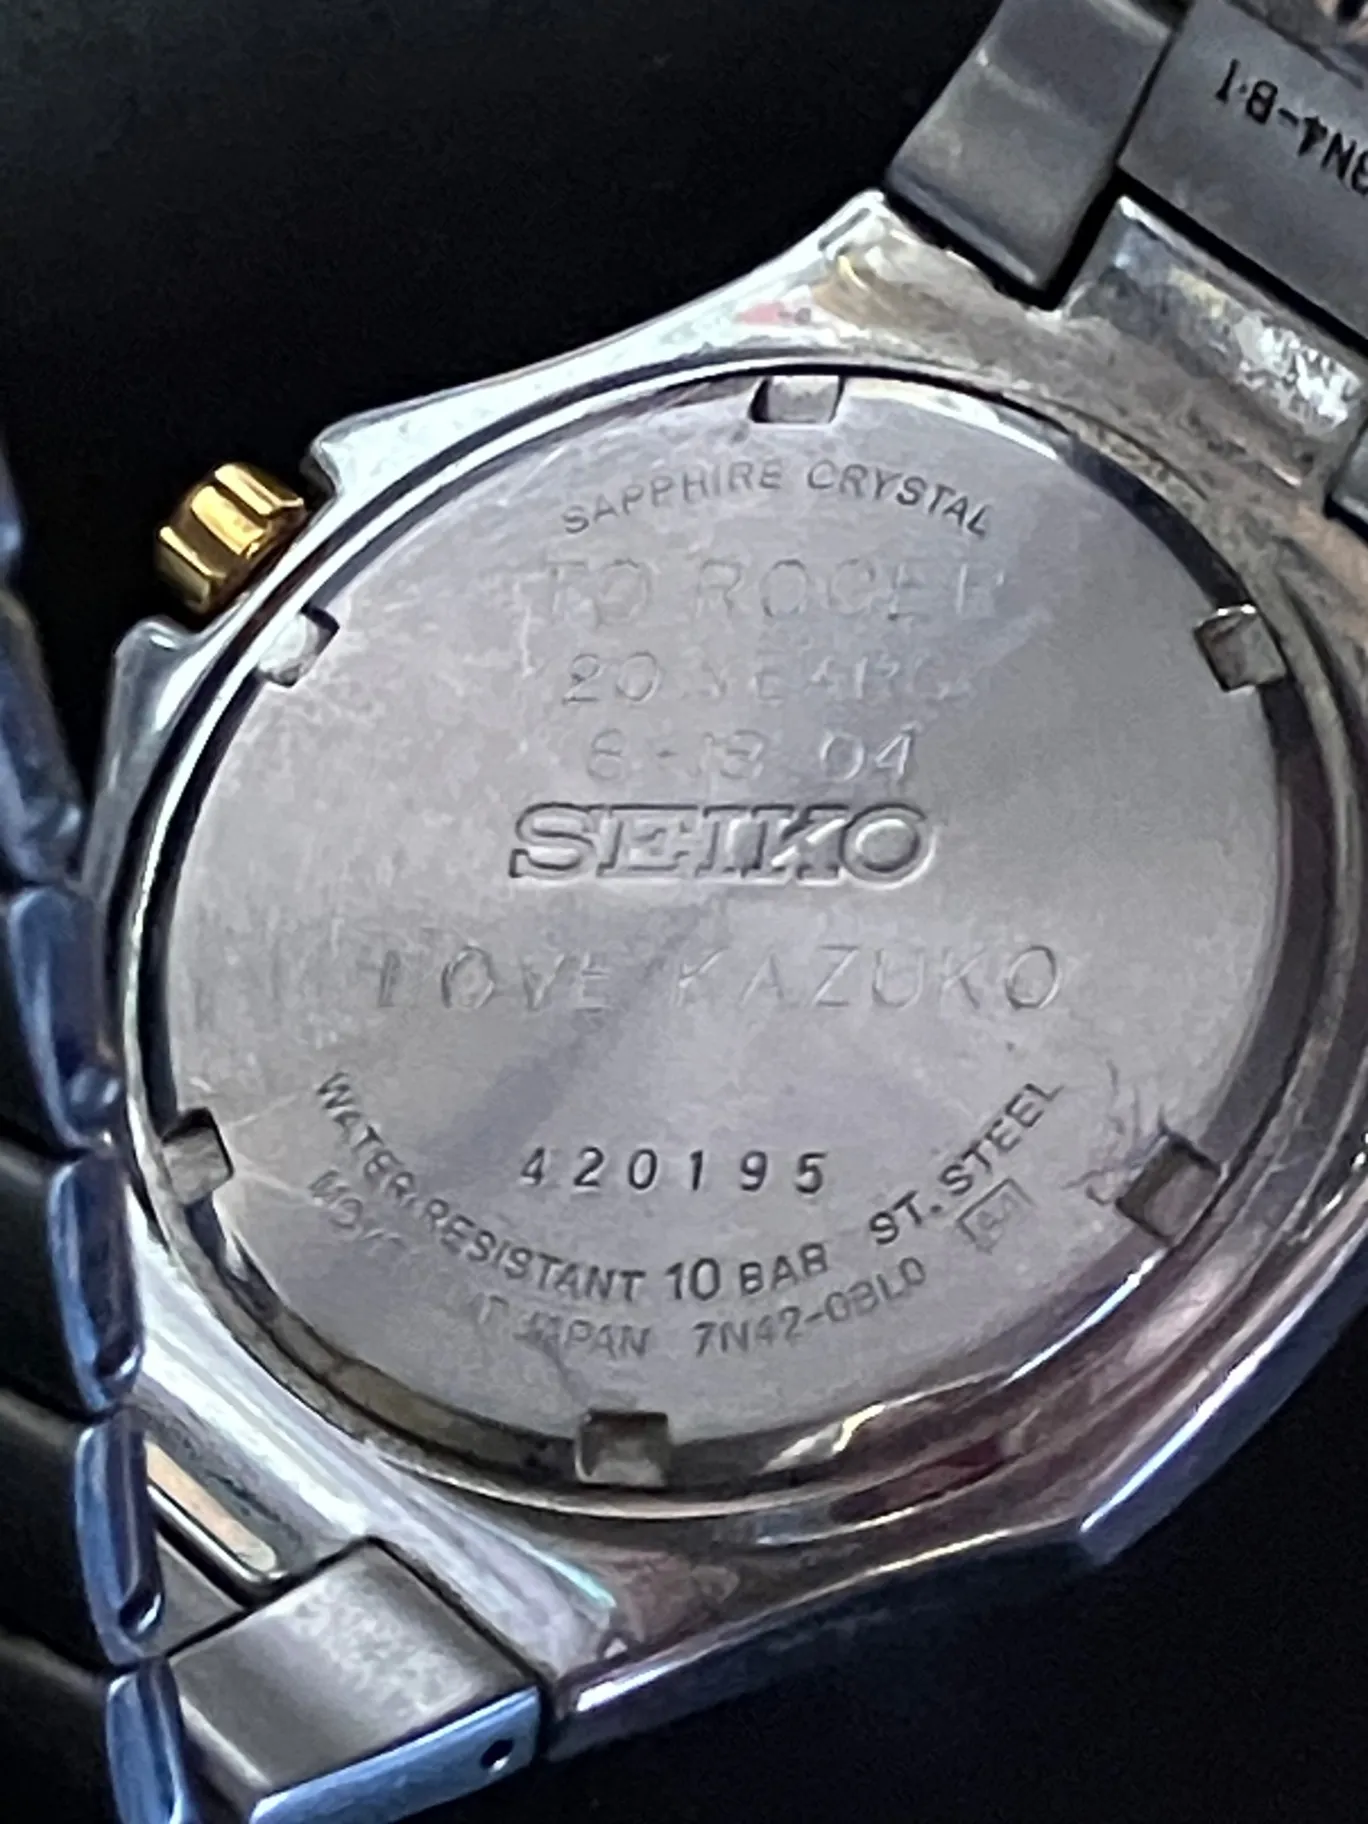 SAPPHIRE CRYSTAL
TO ROGER
20 YEARS
6-13 04
SEIKO
LOVE KAZUKO
420195
WATER RESISTANT 10 BAR ST. STEEL
JAPAN 7N42-0BL0
B·1